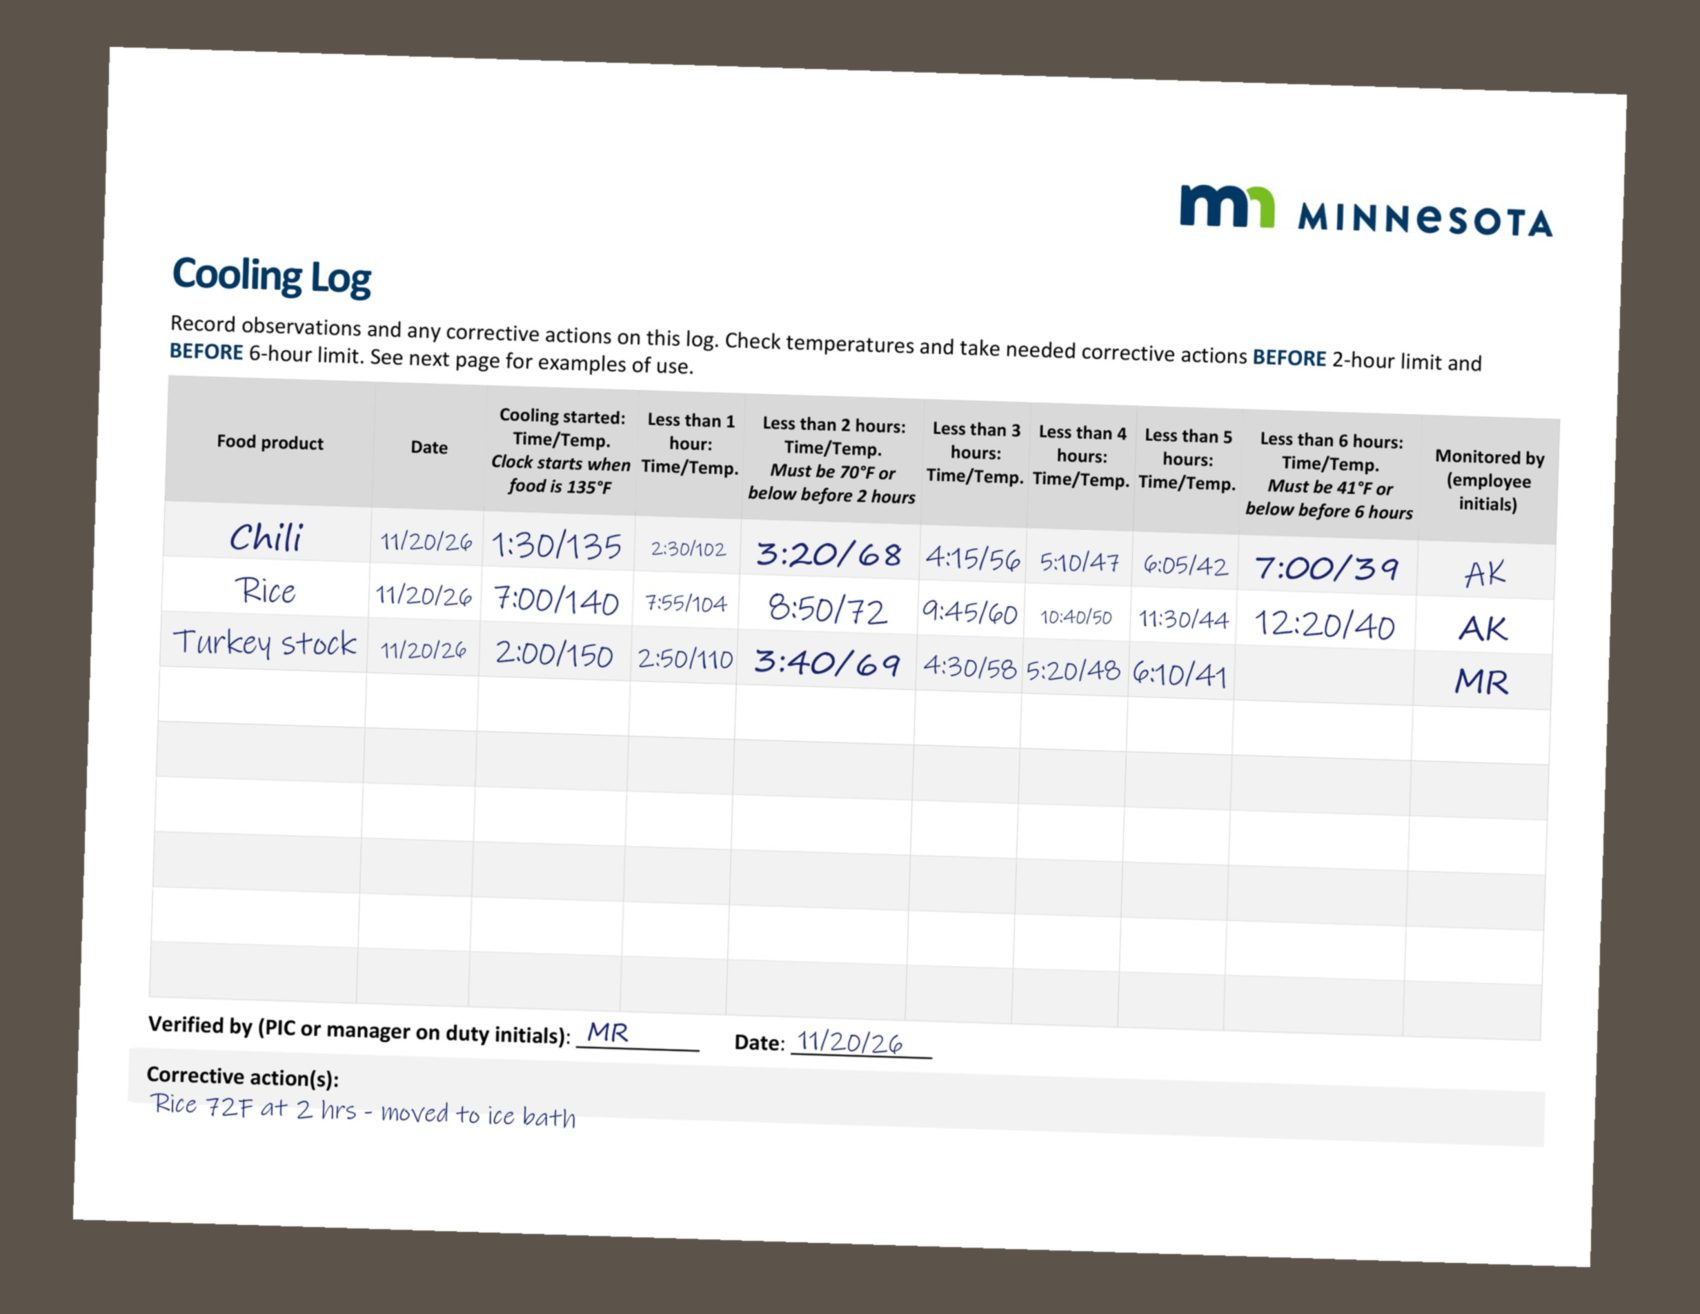 mn MINNESOTA
Cooling Log
Record observations and any corrective actions on this log. Check temperatures and take needed corrective actions BEFORE 2-hour limit and
BEFORE 6-hour limit. See next page for examples of use.
Food product Date Cooling started: Time/Temp. Clock starts when food is 135°F Less than 1 hour: Time/Temp. Less than 2 hours: Time/Temp. Must be 70°F or below before 2 hours Less than 3 hours: Time/Temp. Less than 4 hours: Time/Temp. Less than 5 hours: Time/Temp. Less than 6 hours: Time/Temp. Must be 41°F or below before 6 hours Monitored by (employee initials)
Chili 11/20/26 1:30/135 2:30/102 3:20/68 4:15/56 5:10/47 6:05/42 7:00/39 AK
Rice 11/20/26 7:00/140 7:55/104 8:50/72 9:45/60 10:40/50 11:30/44 12:20/40 AK
Turkey stock 11/20/26 2:00/150 2:50/110 3:40/69 4:30/58 5:20/48 6:10/41 MR
Verified by (PIC or manager on duty initials): MR Date: 11/20/26
Corrective action(s):
Rice 72F at 2 hrs - moved to ice bath